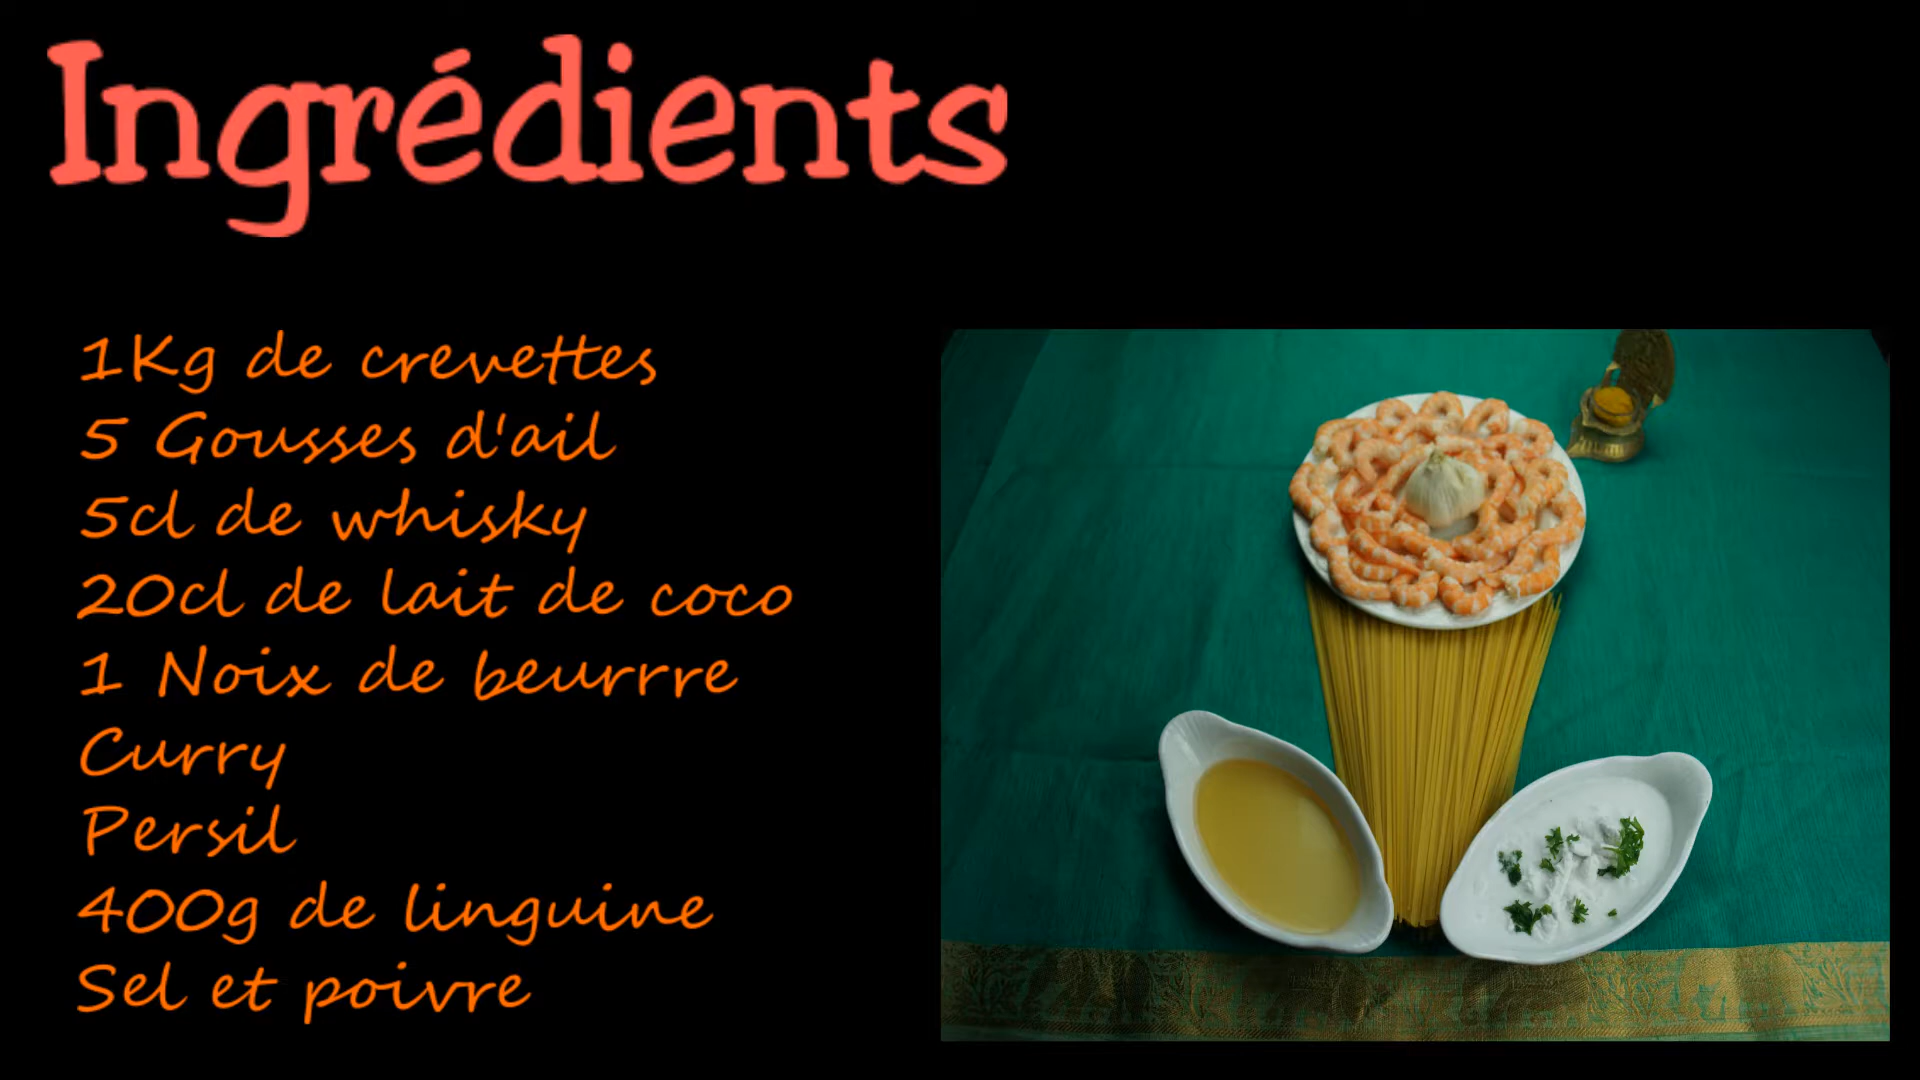 Ingrédients
1Kg de crevettes
5 Gousses d'ail
5cl de whisky
20cl de lait de coco
1 Noix de beurrre
Curry
Persil
400g de linguine
Sel et poivre